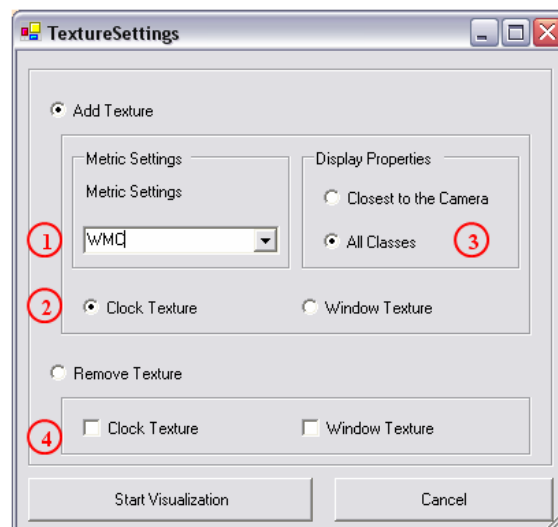 TextureSettings
Add Texture
Metric Settings
Display Properties
Metric Settings
Closest to the Camera
1
WMC
All Classes
3
2
Clock Texture
Window Texture
Remove Texture
4
Clock Texture
Window Texture
Start Visualization
Cancel